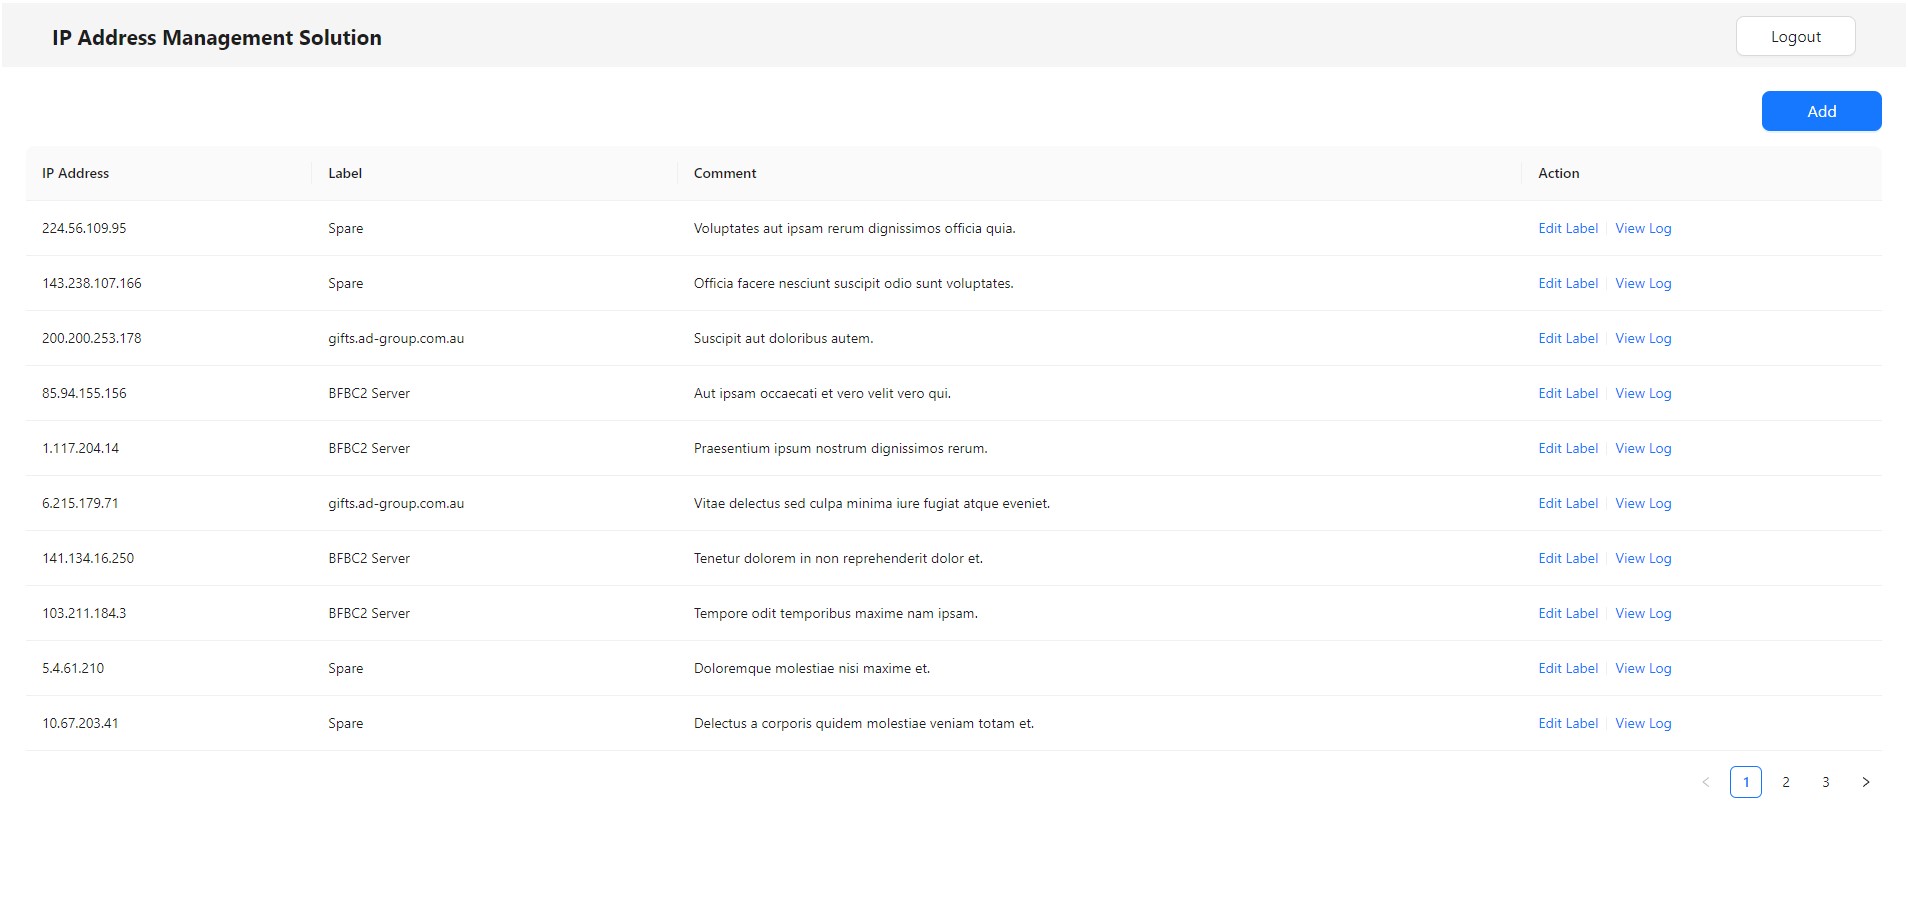 IP Address Management Solution Logout
Add
IP Address Label Comment Action
224.56.109.95 Spare Voluptates aut ipsam rerum dignissimos officia quia. Edit Label View Log
143.238.107.166 Spare Officia facere nesciunt suscipit odio sunt voluptates. Edit Label View Log
200.200.253.178 gifts.ad-group.com.au Suscipit aut doloribus autem. Edit Label View Log
85.94.155.156 BFBC2 Server Aut ipsam occaecati et vero velit vero qui. Edit Label View Log
1.117.204.14 BFBC2 Server Praesentium ipsum nostrum dignissimos rerum. Edit Label View Log
6.215.179.71 gifts.ad-group.com.au Vitae delectus sed culpa minima iure fugiat atque eveniet. Edit Label View Log
141.134.16.250 BFBC2 Server Tenetur dolorem in non reprehenderit dolor et. Edit Label View Log
103.211.184.3 BFBC2 Server Tempore odit temporibus maxime nam ipsam. Edit Label View Log
5.4.61.210 Spare Doloremque molestiae nisi maxime et. Edit Label View Log
10.67.203.41 Spare Delectus a corporis quidem molestiae veniam totam et. Edit Label View Log
< 1 2 3 >